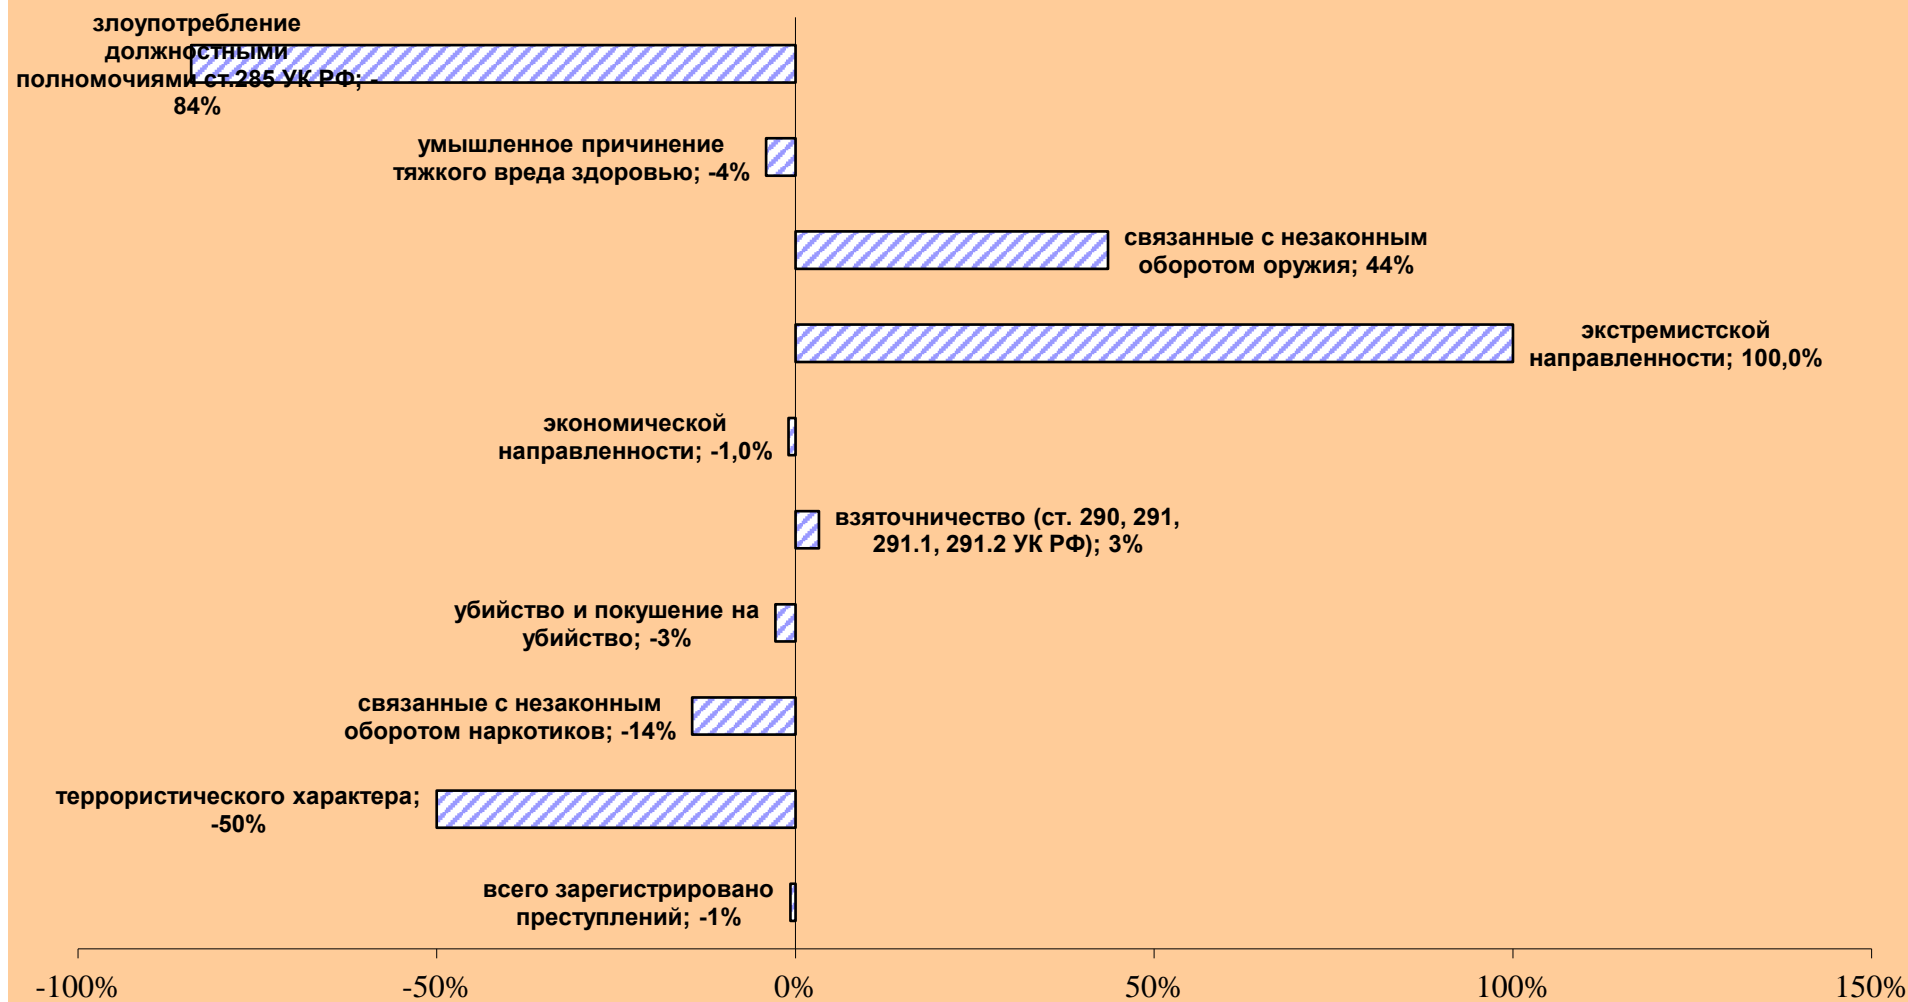 злоупотребление
должностными
полномочиями ст.285 УК РФ; -
84%
умышленное причинение
тяжкого вреда здоровью; -4%
связанные с незаконным
оборотом оружия; 44%
экстремистской
направленности; 100,0%
экономической
направленности; -1,0%
взяточничество (ст. 290, 291,
291.1, 291.2 УК РФ); 3%
убийство и покушение на
убийство; -3%
связанные с незаконным
оборотом наркотиков; -14%
террористического характера;
-50%
всего зарегистрировано
преступлений; -1%
-100% -50% 0% 50% 100% 150%